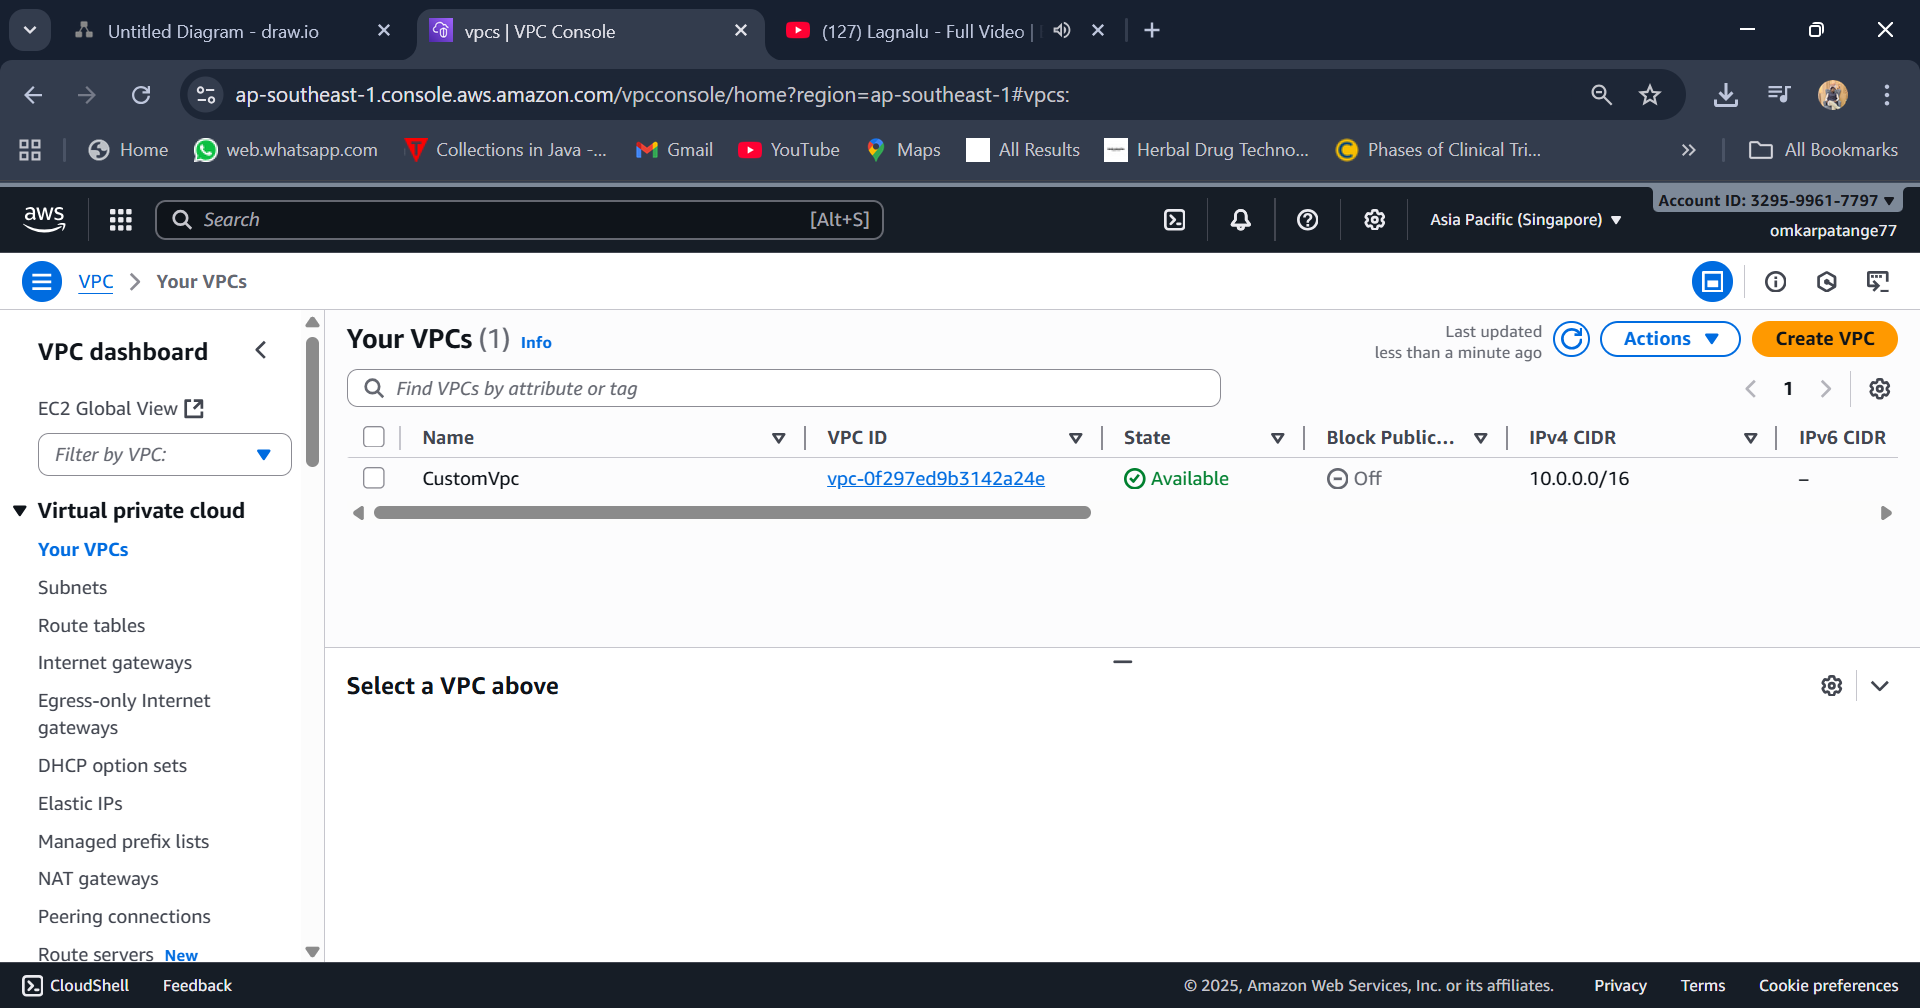 Untitled Diagram - draw.io
vpcs | VPC Console
(127) Lagnalu - Full Video |
ap-southeast-1.console.aws.amazon.com/vpcconsole/home?region=ap-southeast-1#vpcs:
Home
web.whatsapp.com
Collections in Java -...
Gmail
YouTube
Maps
All Results
Herbal Drug Techno...
Phases of Clinical Tri...
All Bookmarks
aws
Search
[Alt+S]
Asia Pacific (Singapore)
Account ID: 3295-9961-7797
omkarpatange77
VPC
Your VPCs
VPC dashboard
EC2 Global View
Filter by VPC:
Virtual private cloud
Your VPCs
Subnets
Route tables
Internet gateways
Egress-only Internet
gateways
DHCP option sets
Elastic IPs
Managed prefix lists
NAT gateways
Peering connections
Route servers New
Your VPCs (1) Info
Last updated
less than a minute ago
Actions
Create VPC
Find VPCs by attribute or tag
1
Name VPC ID State Block Public... IPv4 CIDR IPv6 CIDR
CustomVpc vpc-0f297ed9b3142a24e Available Off 10.0.0.0/16 –
Select a VPC above
CloudShell
Feedback
© 2025, Amazon Web Services, Inc. or its affiliates.
Privacy
Terms
Cookie preferences